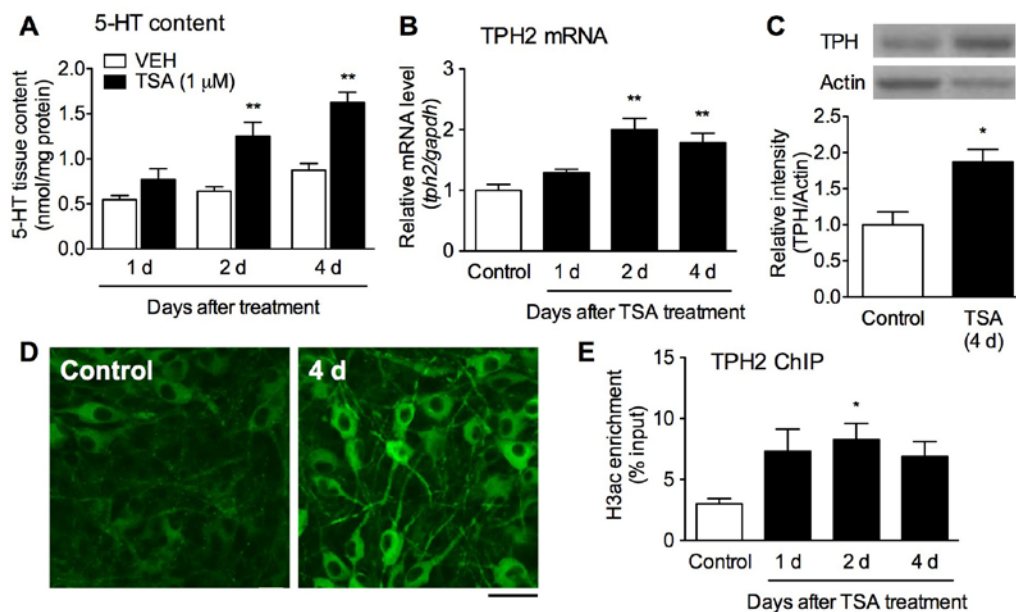 A 5-HT content
VEH
TSA (1 μM)
5-HT tissue content
(nmol/mg protein)
2.0
1.5
1.0
0.5
0.0
**
**
1 d 2 d 4 d
Days after treatment
B TPH2 mRNA
Relative mRNA level
(tph2/gapdh)
3
2
1
0
**
**
Control 1 d 2 d 4 d
Days after TSA treatment
C
TPH
Actin
Relative intensity
(TPH/Actin)
2.5
2.0
1.5
1.0
0.5
0.0
*
Control TSA
(4 d)
D
Control
4 d
E TPH2 ChIP
H3ac enrichment
(% input)
15
10
5
0
*
Control 1 d 2 d 4 d
Days after TSA treatment